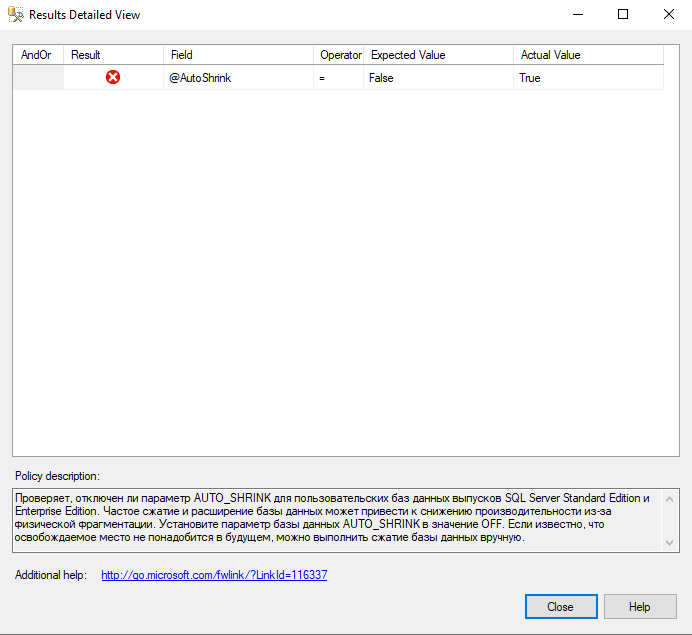 Results Detailed View
AndOr Result Field Operator Expected Value Actual Value
@AutoShrink = False True
Policy description:
Проверяет, отключен ли параметр AUTO_SHRINK для пользовательских баз данных выпусков SQL Server Standard Edition и
Enterprise Edition. Частое сжатие и расширение базы данных может привести к снижению производительности из-за
физической фрагментации. Установите параметр базы данных AUTO_SHRINK в значение OFF. Если известно, что
освобождаемое место не понадобится в будущем, можно выполнить сжатие базы данных вручную.
Additional help: http://go.microsoft.com/fwlink/?LinkId=116337
Close Help